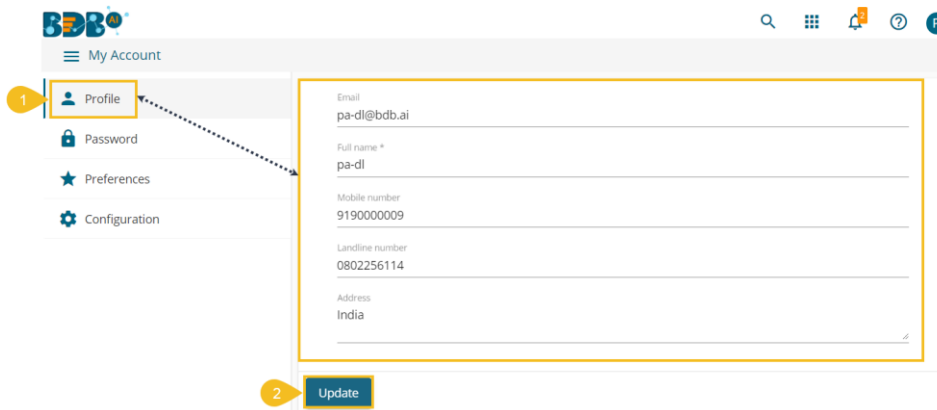 BDB AI
2
My Account
1
Profile
Password
Preferences
Configuration
Email
pa-dl@bdb.ai
Full name *
pa-dl
Mobile number
9190000009
Landline number
0802256114
Address
India
2
Update